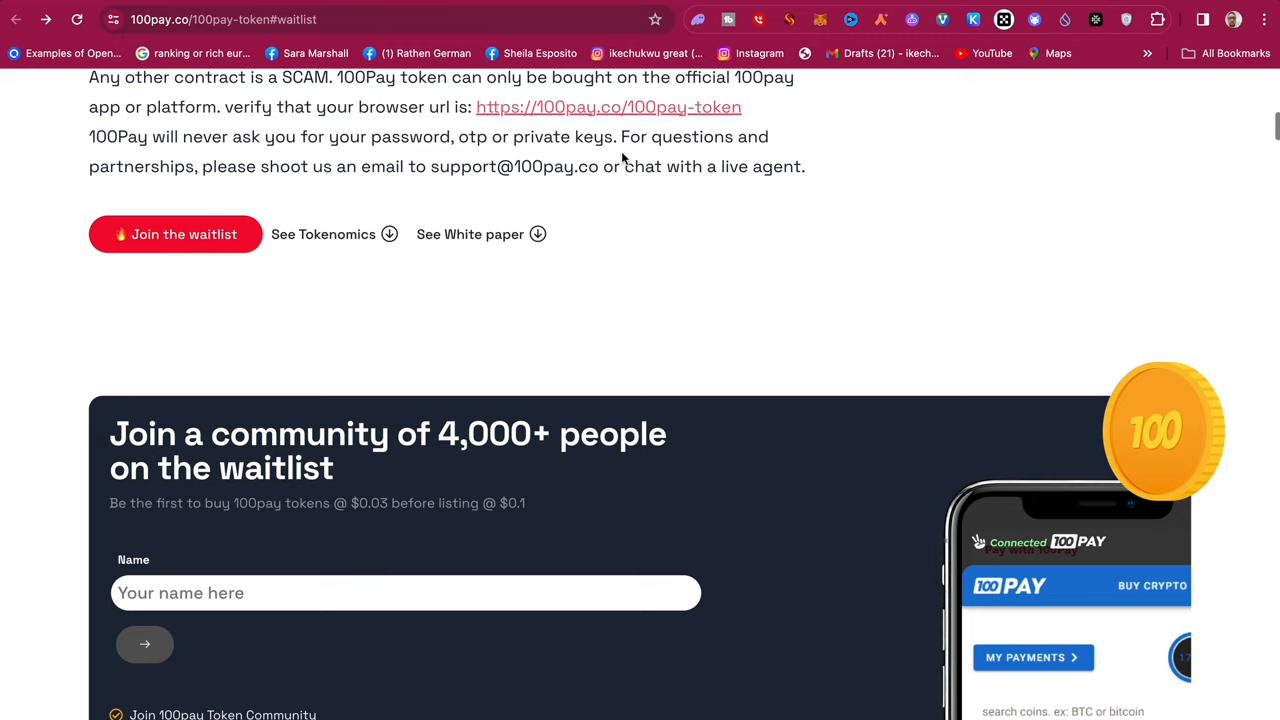 100pay.co/100pay-token#waitlist
Examples of Open...
ranking or rich eur...
Sara Marshall
(1) Rathen German
Sheila Esposito
ikechukwu great (...
Instagram
Drafts (21) - ikech...
YouTube
Maps
»
All Bookmarks
Any other contract is a SCAM. 100Pay token can only be bought on the official 100pay
app or platform. verify that your browser url is: https://100pay.co/100pay-token
100Pay will never ask you for your password, otp or private keys. For questions and
partnerships, please shoot us an email to support@100pay.co or chat with a live agent.
🔥 Join the waitlist
See Tokenomics
See White paper
Join a community of 4,000+ people
on the waitlist
Be the first to buy 100pay tokens @ $0.03 before listing @ $0.1
Name
Your name here
Join 100pay Token Community
100
Connected 100PAY
Pay with 100Pay
100PAY
BUY CRYPTO
MY PAYMENTS
17
search coins. ex: BTC or bitcoin